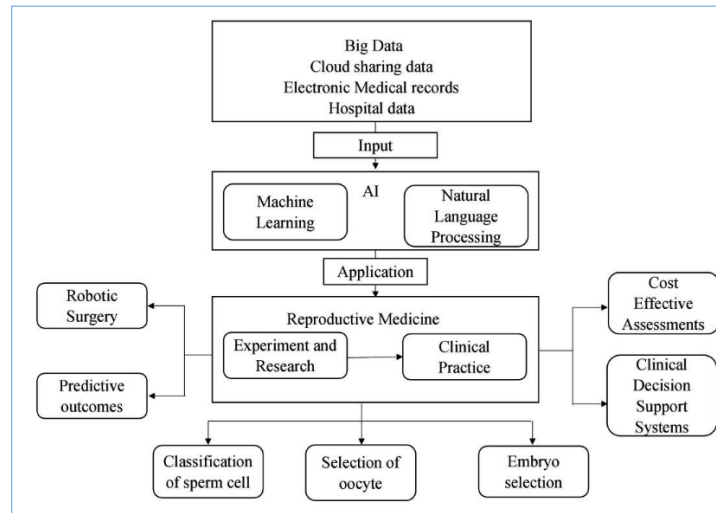 Big Data
Cloud sharing data
Electronic Medical records
Hospital data
Input
AI
Machine
Learning
Natural
Language
Processing
Application
Robotic
Surgery
Predictive
outcomes
Reproductive Medicine
Experiment and
Research
Clinical
Practice
Cost
Effective
Assessments
Clinical
Decision
Support
Systems
Classification
of sperm cell
Selection of
oocyte
Embryo
selection